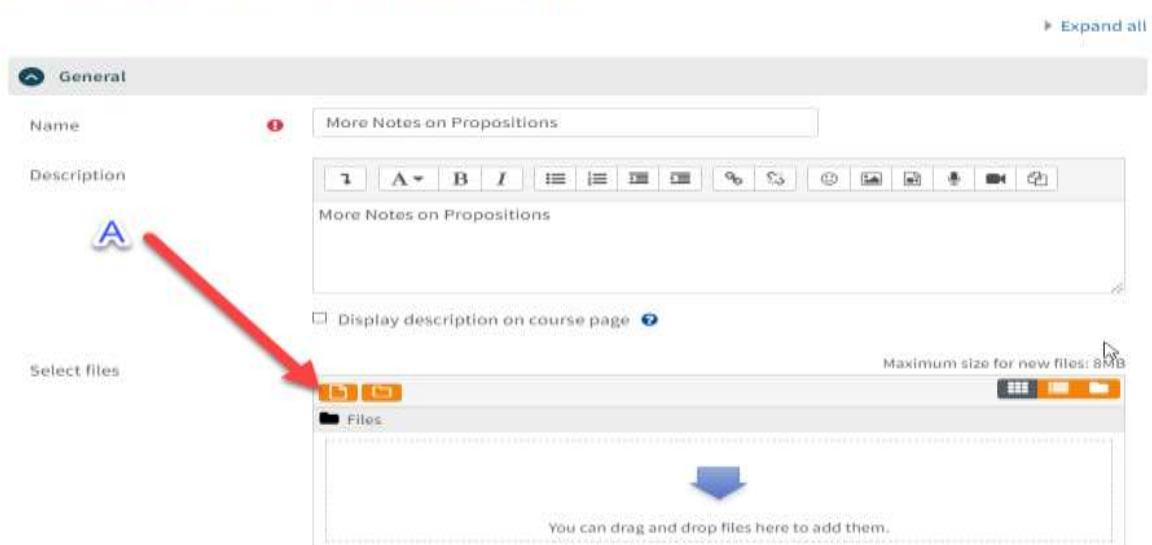 Expand all
General
Name
More Notes on Propositions
Description
A B I
More Notes on Propositions
A
Display description on course page ?
Select files
Maximum size for new files: 8MB
Files
You can drag and drop files here to add them.